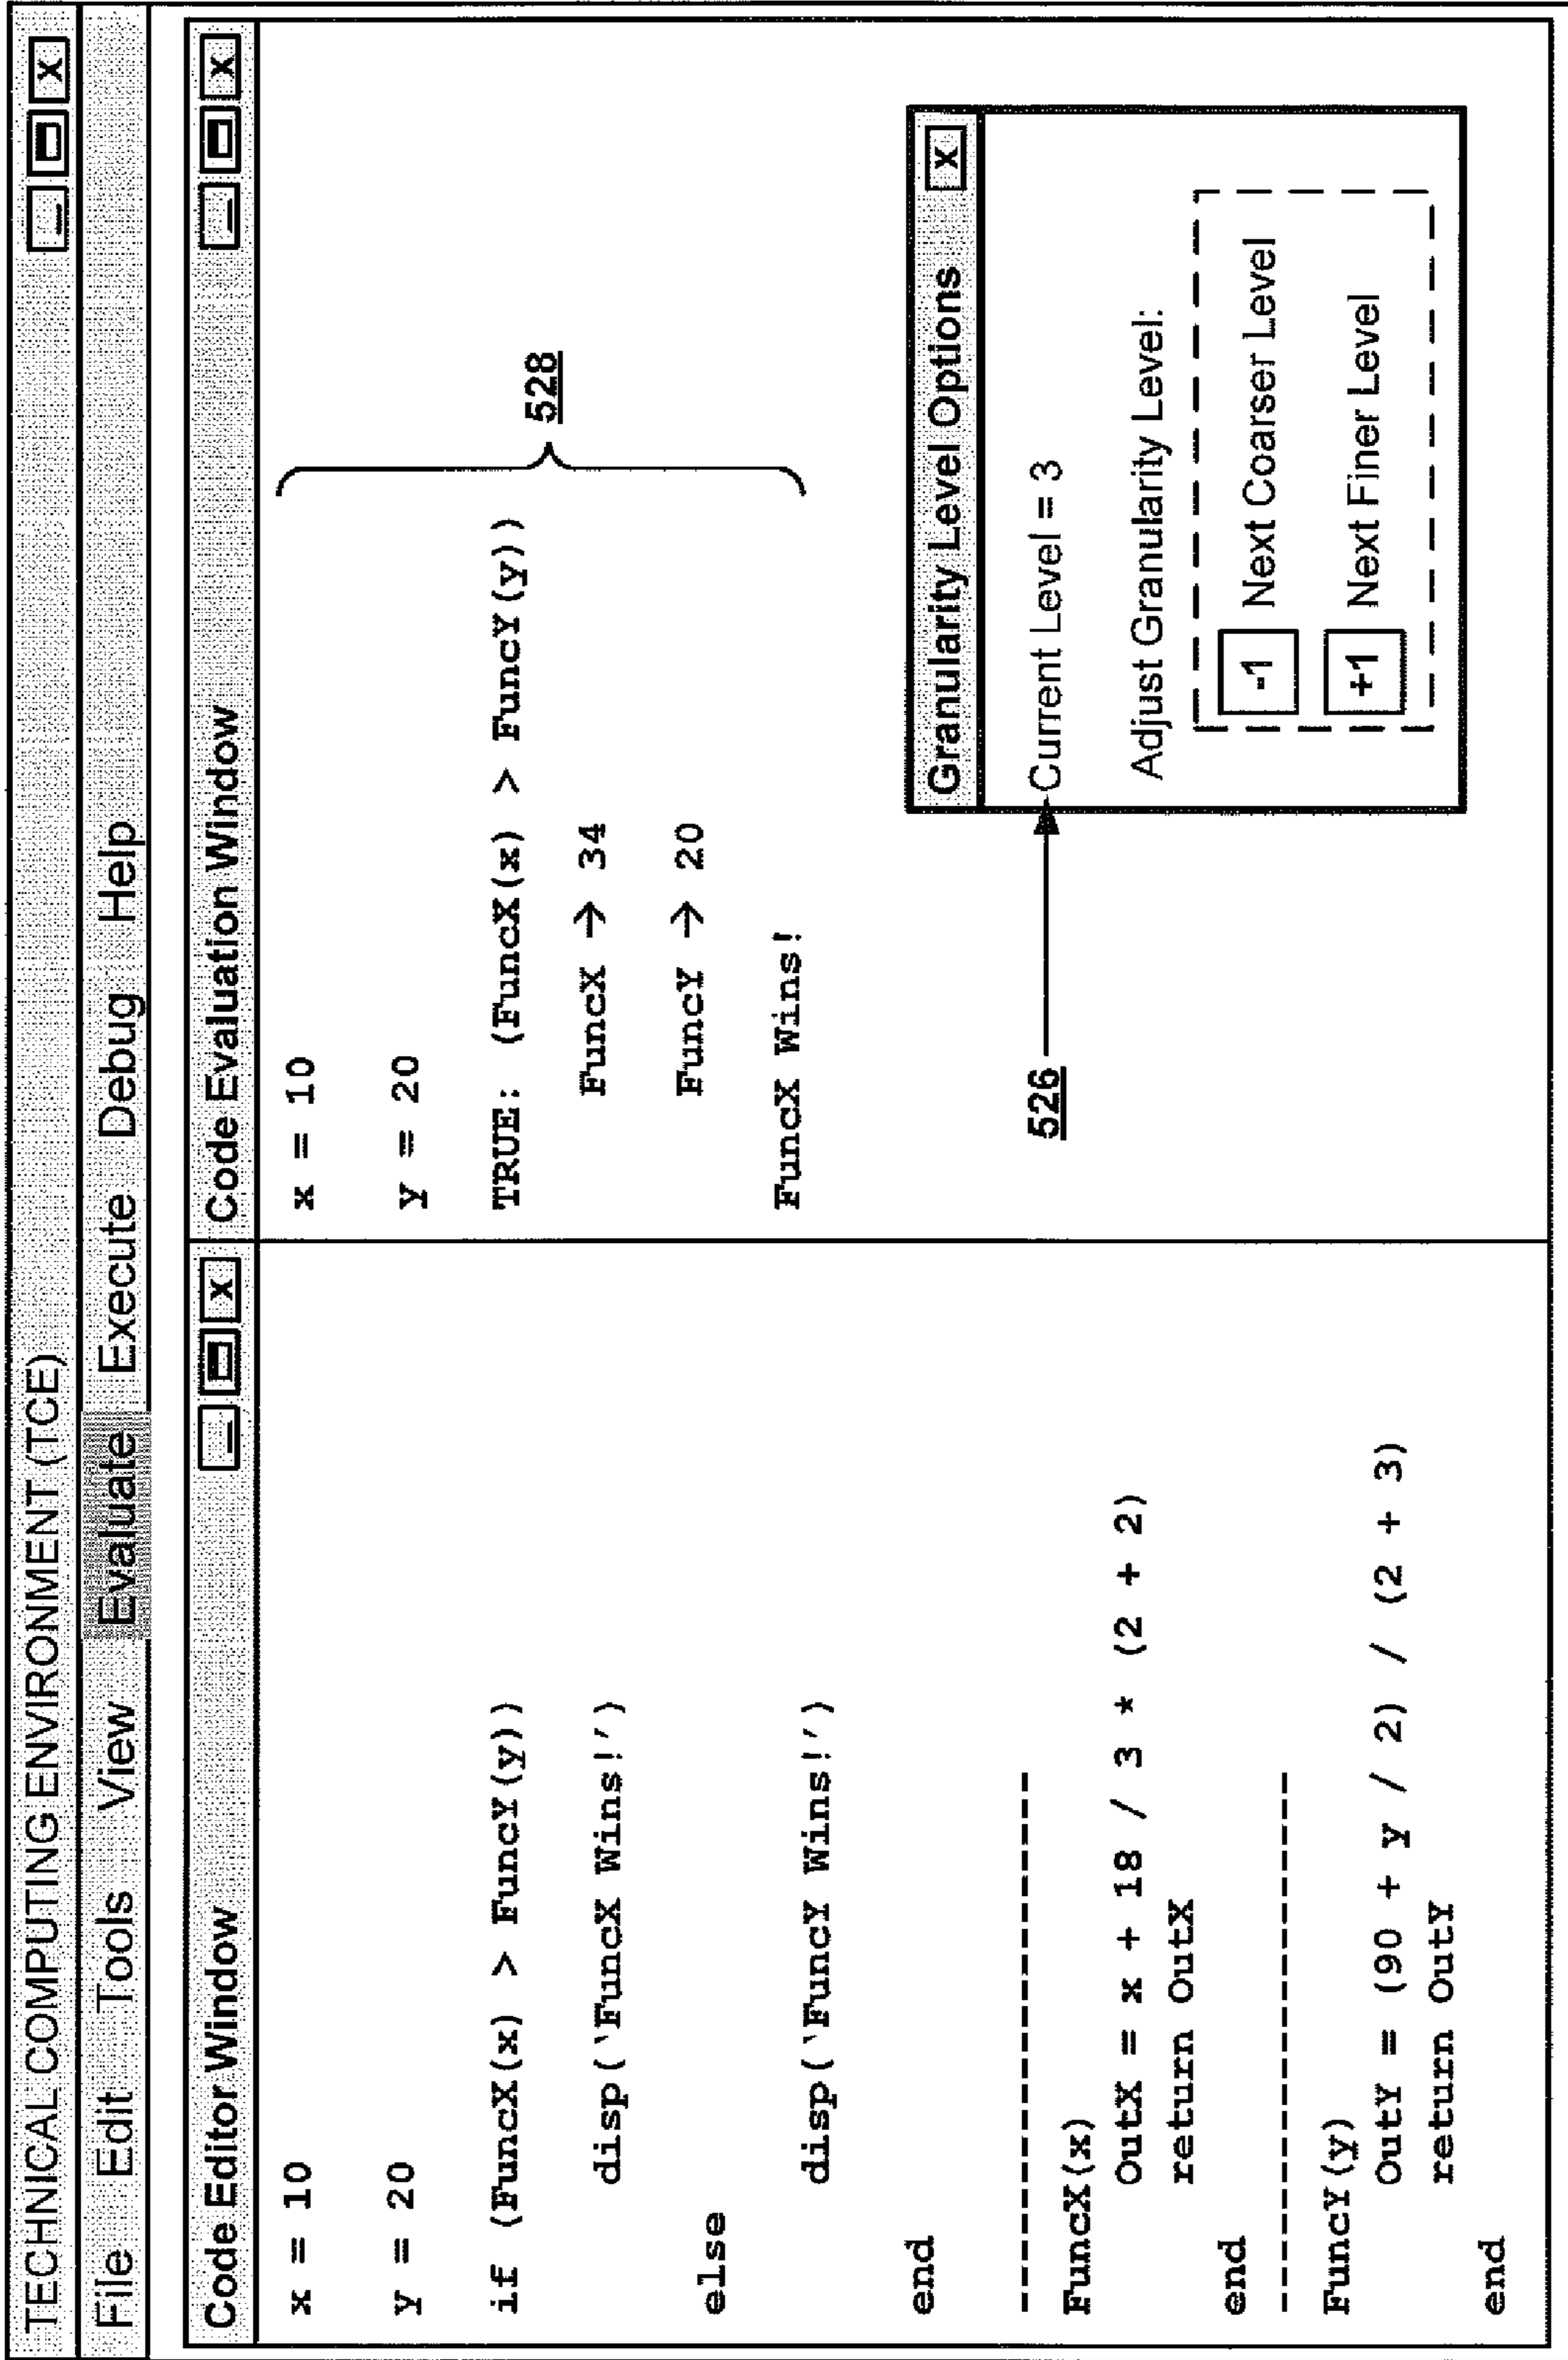 TECHNICAL COMPUTING ENVIRONMENT (TCE)
_ X
File Edit Tools View Evaluate Execute Debug Help
Code Editor Window
_ X
x = 10
y = 20
if (FuncX(x) > FuncY(y))
disp(‵FuncX Wins!′)
else
disp(‵FuncY Wins!′)
end
--------------------
FuncX(x)
OutX = x + 18 / 3 * (2 + 2)
return OutX
end
--------------------
FuncY(y)
OutY = (90 + y / 2) / (2 + 3)
return OutY
end
Code Evaluation Window
_ X
x = 10
y = 20
TRUE: (FuncX(x) > FuncY(y))
FuncX → 34
FuncY → 20
FuncX Wins!
528
526
Granularity Level Options
X
Current Level = 3
Adjust Granularity Level:
-1 Next Coarser Level
+1 Next Finer Level